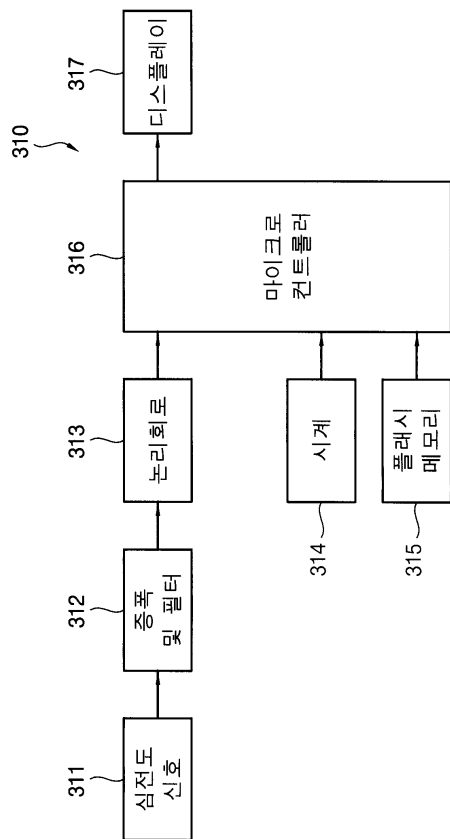 310
311
심전도
신호
312
증폭
및 필터
313
논리회로
314
시계
315
플래시
메모리
316
마이크로
컨트롤러
317
디스플레이